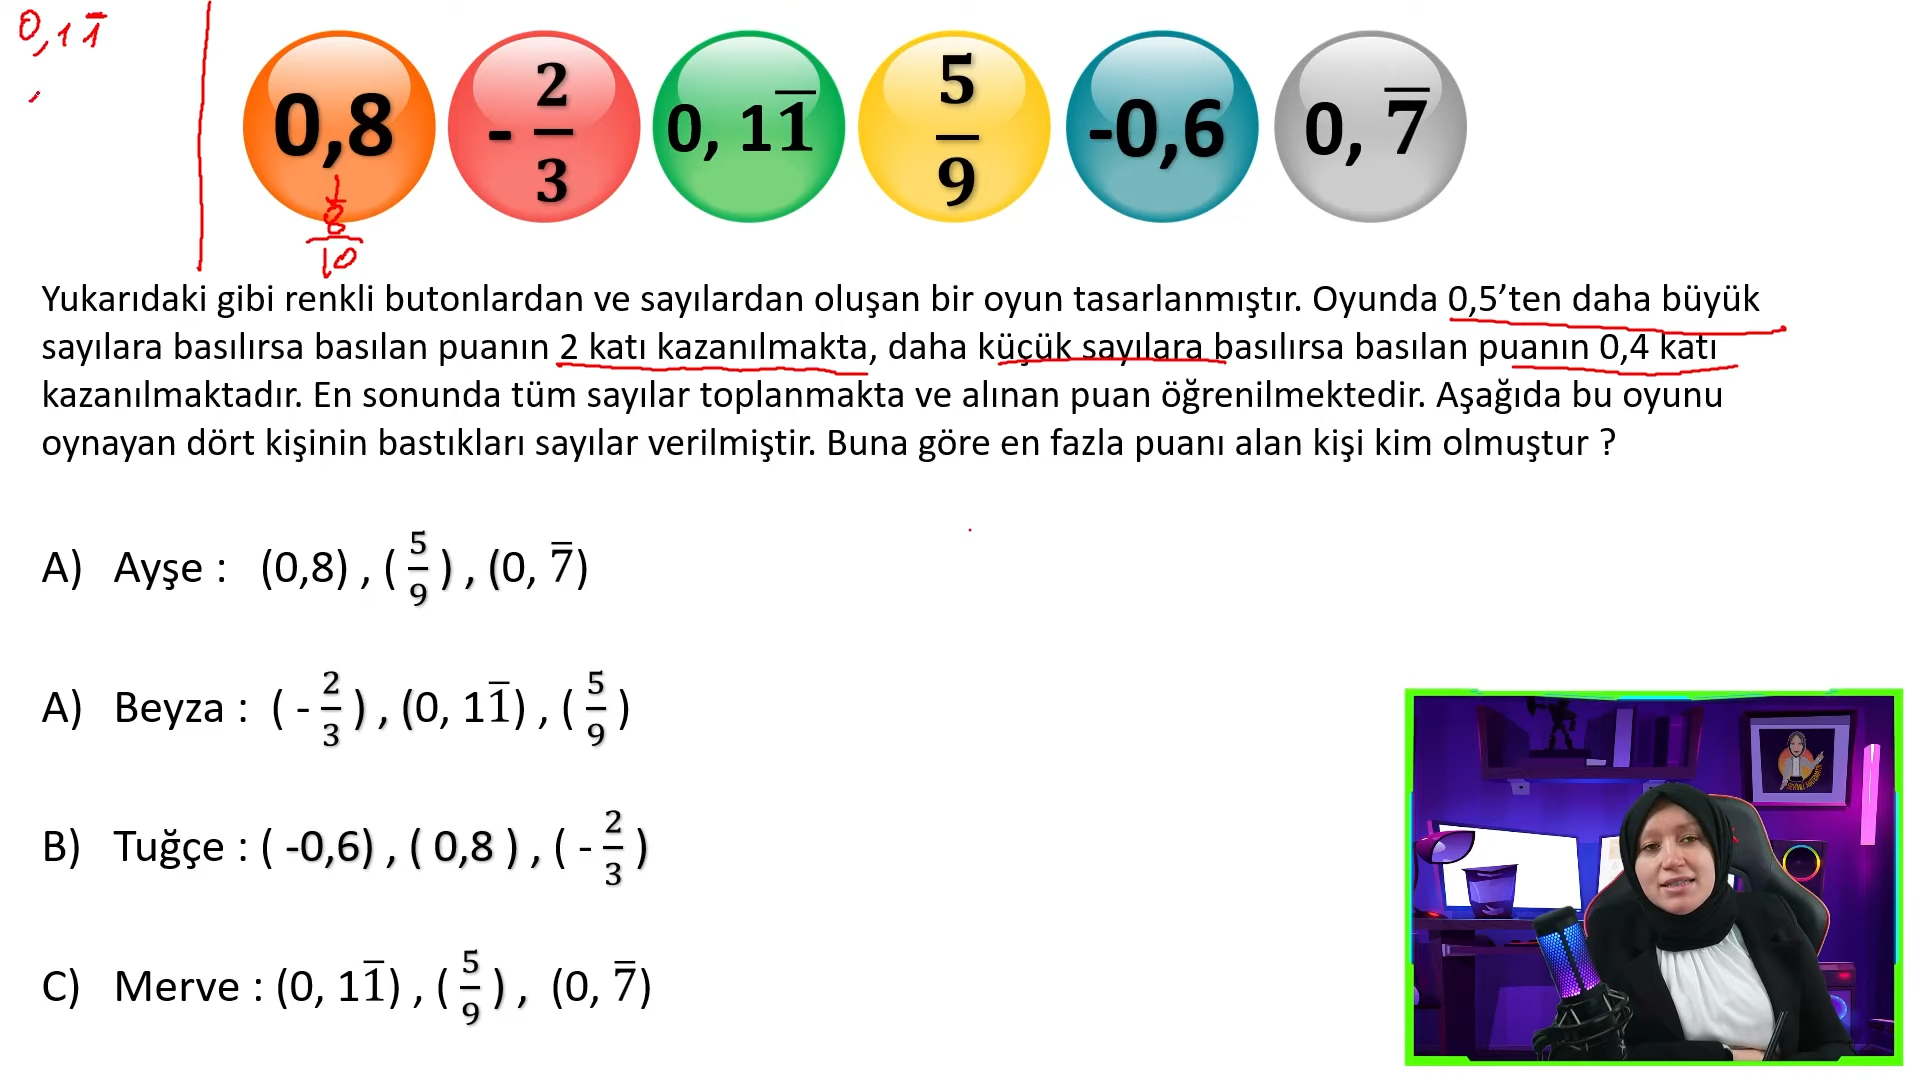 0,11̅
0,8 -2/3 0, 11̅ 5/9 -0,6 0, 7̅
8/10
Yukarıdaki gibi renkli butonlardan ve sayılardan oluşan bir oyun tasarlanmıştır. Oyunda 0,5’ten daha büyük
sayılara basılırsa basılan puanın 2 katı kazanılmakta, daha küçük sayılara basılırsa basılan puanın 0,4 katı
kazanılmaktadır. En sonunda tüm sayılar toplanmakta ve alınan puan öğrenilmektedir. Aşağıda bu oyunu
oynayan dört kişinin bastıkları sayılar verilmiştir. Buna göre en fazla puanı alan kişi kim olmuştur ?
A) Ayşe : (0,8) , ( 5/9 ) , (0, 7̅)
A) Beyza : ( - 2/3 ) , (0, 11̅) , ( 5/9 )
B) Tuğçe : ( -0,6) , ( 0,8 ) , ( - 2/3 )
C) Merve : (0, 11̅) , ( 5/9 ) , (0, 7̅)